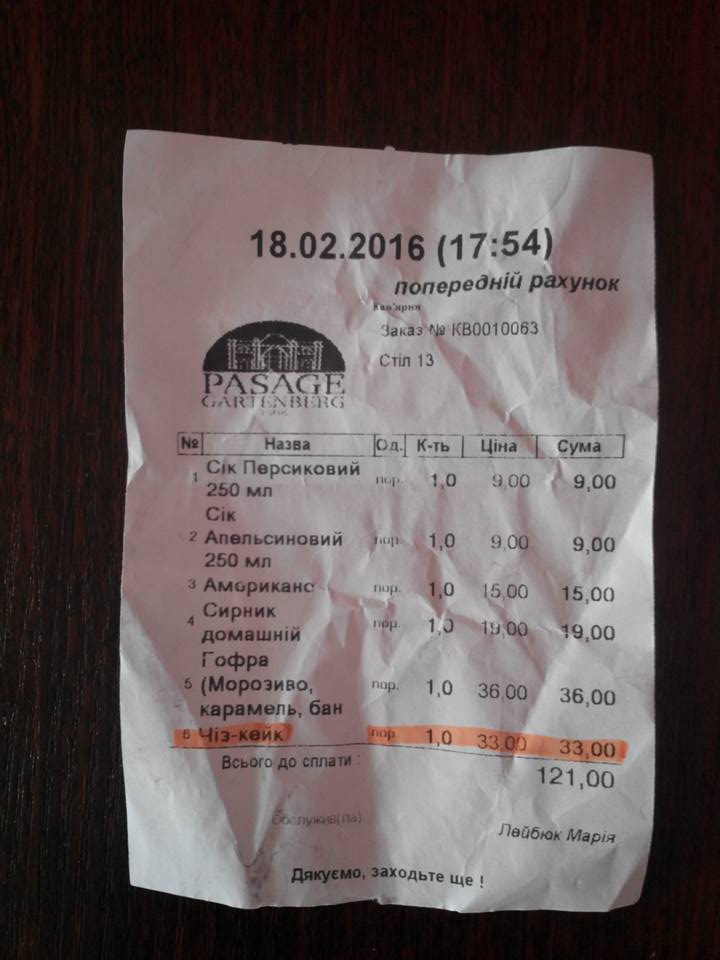 18.02.2016 (17:54)
попередній рахунок
Кав'ярня
Заказ № КВ0010063
Стіл 13
PASAGE
GARTENBERG
№ Назва Од. К-ть Ціна Сума
1 Сік Персиковий 250 мл пор. 1,0 9,00 9,00
2 Сік Апельсиновий 250 мл пор. 1,0 9,00 9,00
3 Американо пор. 1,0 15,00 15,00
4 Сирник домашній пор. 1,0 19,00 19,00
5 Гофра (Морозиво, карамель, бан пор. 1,0 36,00 36,00
6 Чіз-кейк пор. 1,0 33,00 33,00
Всього до сплати : 121,00
Обслужив(ла) Лейбюк Марія
Дякуємо, заходьте ще !